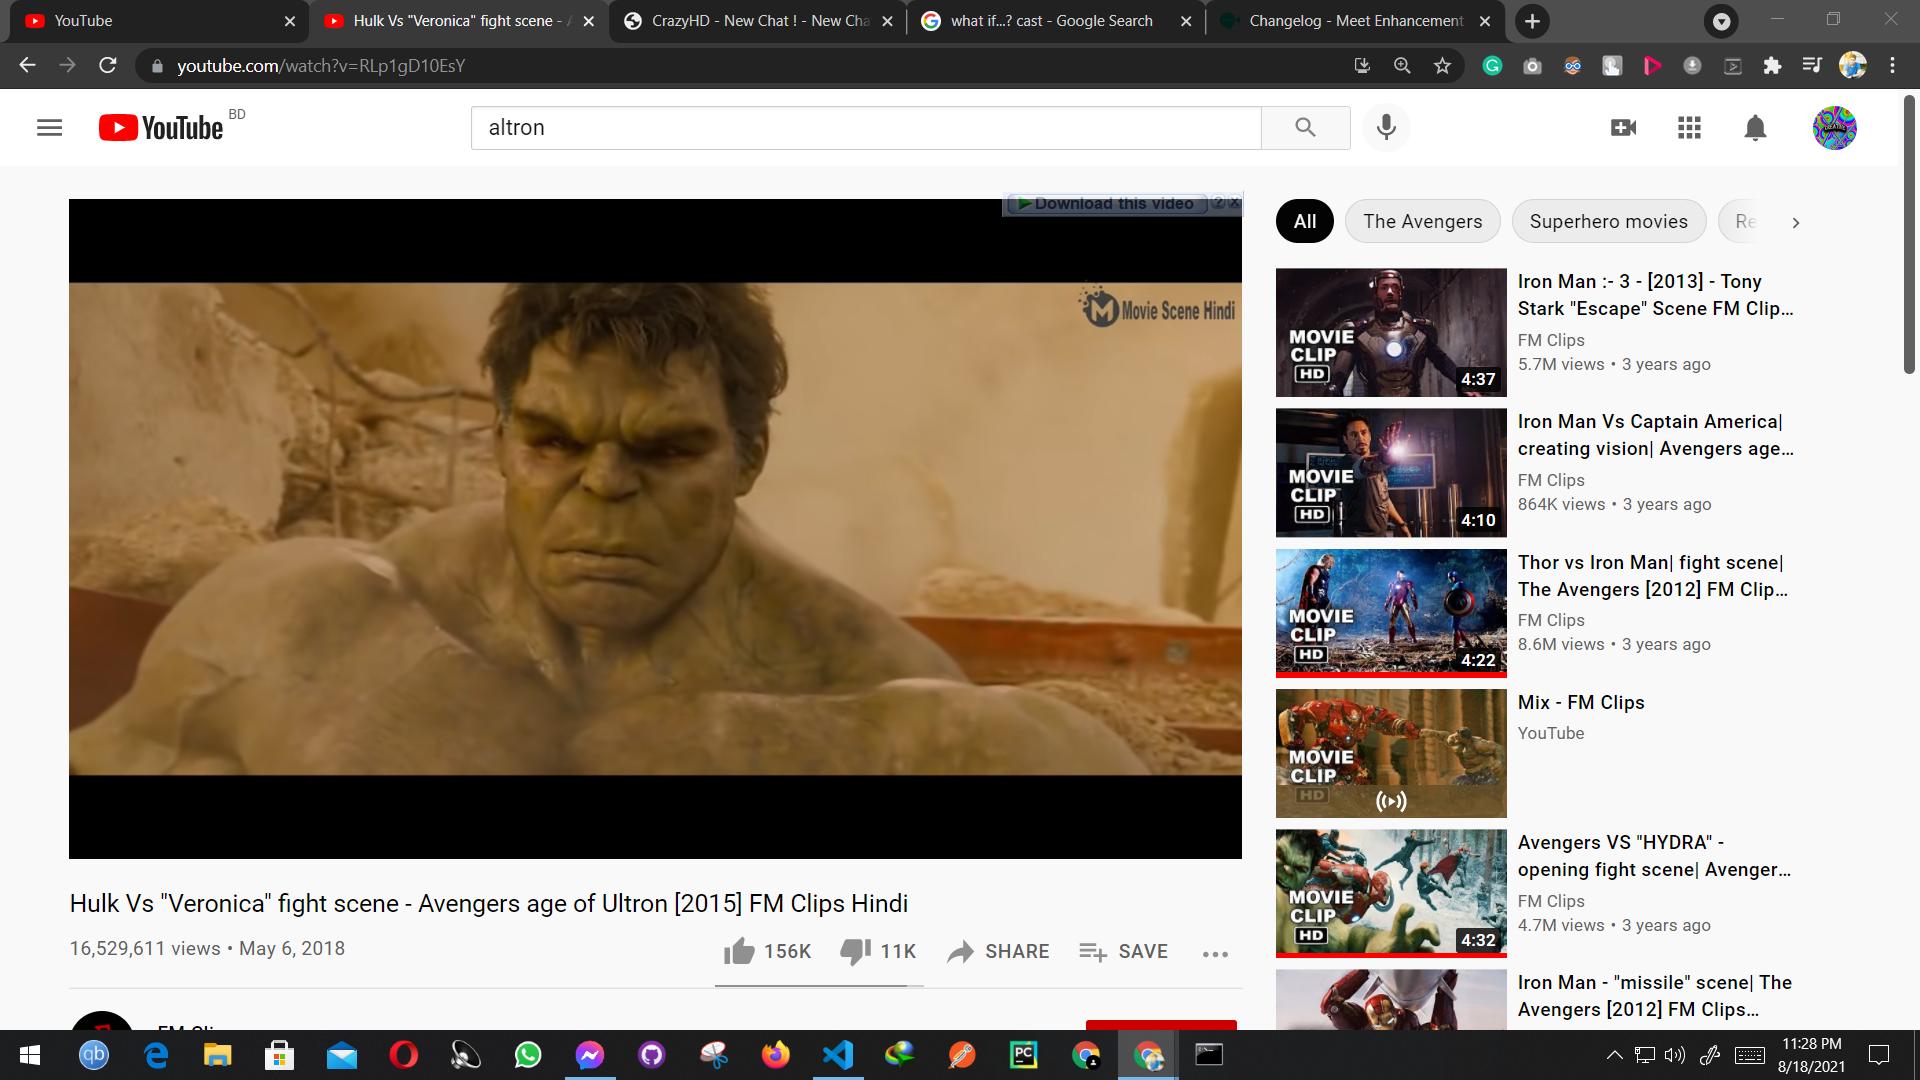 YouTube
Hulk Vs "Veronica" fight scene -
CrazyHD - New Chat ! - New Cha
what if...? cast - Google Search
Changelog - Meet Enhancement
youtube.com/watch?v=RLp1gD10EsY
YouTube BD
altron
Download this video ? x
All
The Avengers
Superhero movies
Re
M Movie Scene Hindi
MOVIE
CLIP
HD
4:37
Iron Man :- 3 - [2013] - Tony
Stark "Escape" Scene FM Clip...
FM Clips
5.7M views • 3 years ago
MOVIE
CLIP
HD
4:10
Iron Man Vs Captain America|
creating vision| Avengers age...
FM Clips
864K views • 3 years ago
MOVIE
CLIP
HD
4:22
Thor vs Iron Man| fight scene|
The Avengers [2012] FM Clip...
FM Clips
8.6M views • 3 years ago
MOVIE
CLIP
HD
Mix - FM Clips
YouTube
MOVIE
CLIP
HD
4:32
Avengers VS "HYDRA" -
opening fight scene| Avenger...
FM Clips
4.7M views • 3 years ago
Iron Man - "missile" scene| The
Avengers [2012] FM Clips...
Hulk Vs "Veronica" fight scene - Avengers age of Ultron [2015] FM Clips Hindi
16,529,611 views • May 6, 2018
156K
11K
SHARE
SAVE
qb
PC
11:28 PM
8/18/2021